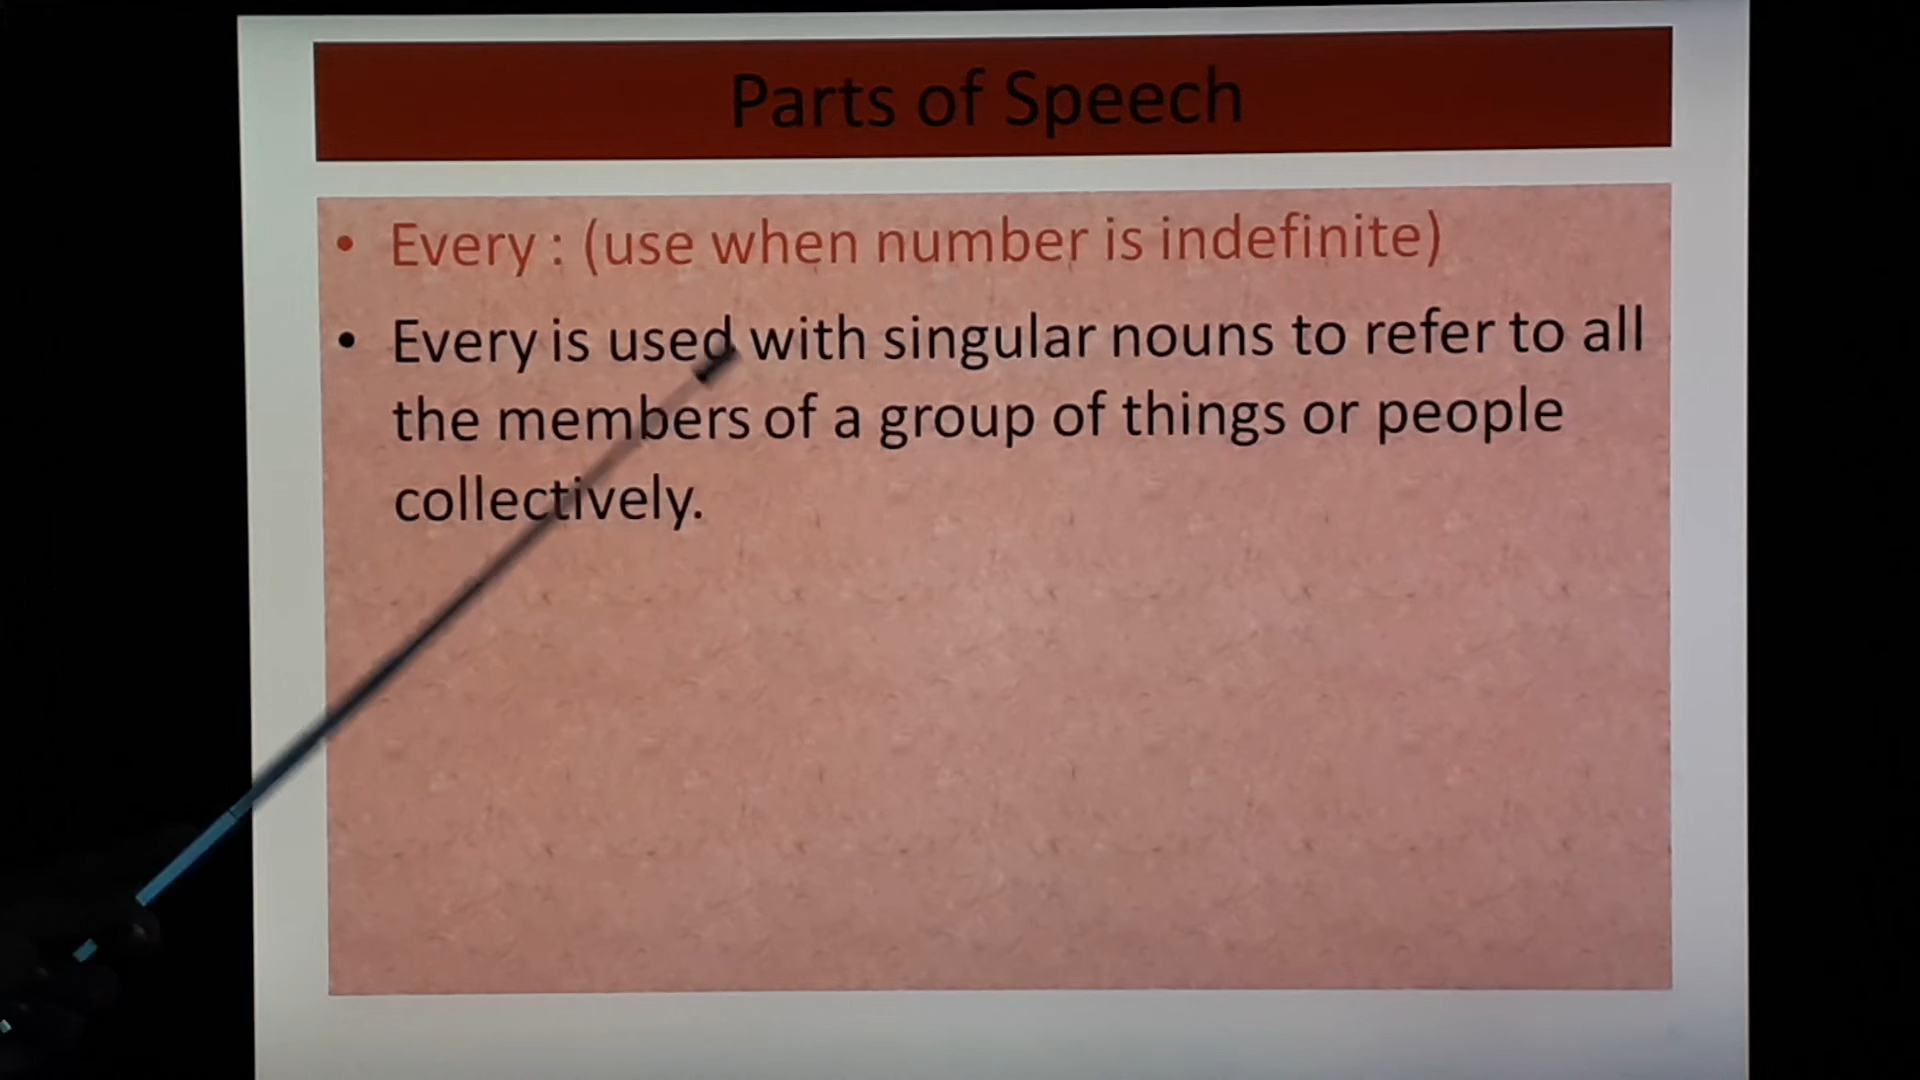 Parts of Speech
• Every : (use when number is indefinite)
• Every is used with singular nouns to refer to all
the members of a group of things or people
collectively.